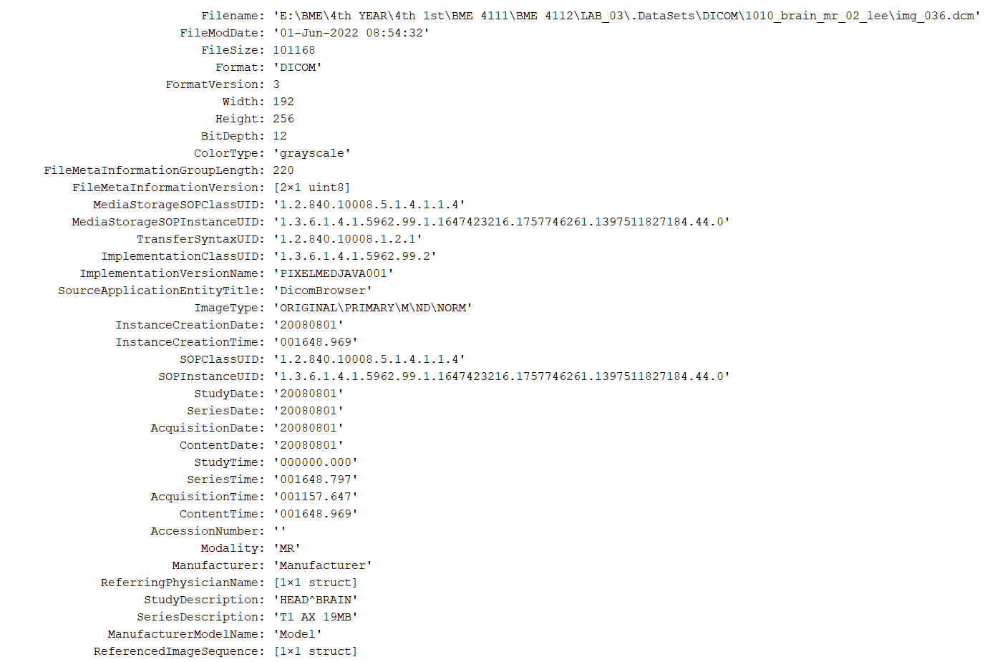 Filename: 'E:\BME\4th YEAR\4th 1st\BME 4111\BME 4112\LAB_03\.DataSets\DICOM\1010_brain_mr_02_lee\img_036.dcm'
FileModDate: '01-Jun-2022 08:54:32'
FileSize: 101168
Format: 'DICOM'
FormatVersion: 3
Width: 192
Height: 256
BitDepth: 12
ColorType: 'grayscale'
FileMetaInformationGroupLength: 220
FileMetaInformationVersion: [2×1 uint8]
MediaStorageSOPClassUID: '1.2.840.10008.5.1.4.1.1.4'
MediaStorageSOPInstanceUID: '1.3.6.1.4.1.5962.99.1.1647423216.1757746261.1397511827184.44.0'
TransferSyntaxUID: '1.2.840.10008.1.2.1'
ImplementationClassUID: '1.3.6.1.4.1.5962.99.2'
ImplementationVersionName: 'PIXELMEDJAVA001'
SourceApplicationEntityTitle: 'DicomBrowser'
ImageType: 'ORIGINAL\PRIMARY\M\ND\NORM'
InstanceCreationDate: '20080801'
InstanceCreationTime: '001648.969'
SOPClassUID: '1.2.840.10008.5.1.4.1.1.4'
SOPInstanceUID: '1.3.6.1.4.1.5962.99.1.1647423216.1757746261.1397511827184.44.0'
StudyDate: '20080801'
SeriesDate: '20080801'
AcquisitionDate: '20080801'
ContentDate: '20080801'
StudyTime: '000000.000'
SeriesTime: '001648.797'
AcquisitionTime: '001157.647'
ContentTime: '001648.969'
AccessionNumber: ''
Modality: 'MR'
Manufacturer: 'Manufacturer'
ReferringPhysicianName: [1×1 struct]
StudyDescription: 'HEAD^BRAIN'
SeriesDescription: 'T1 AX 19MB'
ManufacturerModelName: 'Model'
ReferencedImageSequence: [1×1 struct]